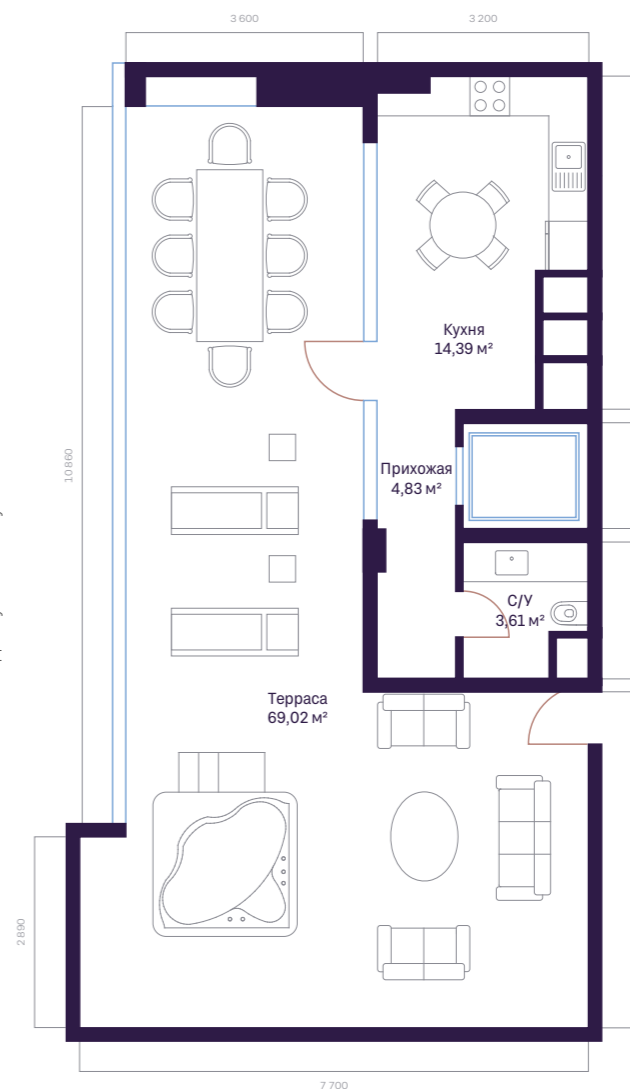 3 600
3 200
Кухня
14,39 м²
10 860
Прихожая
4,83 м²
С/У
3,61 м²
Терраса
69,02 м²
2 890
7 700